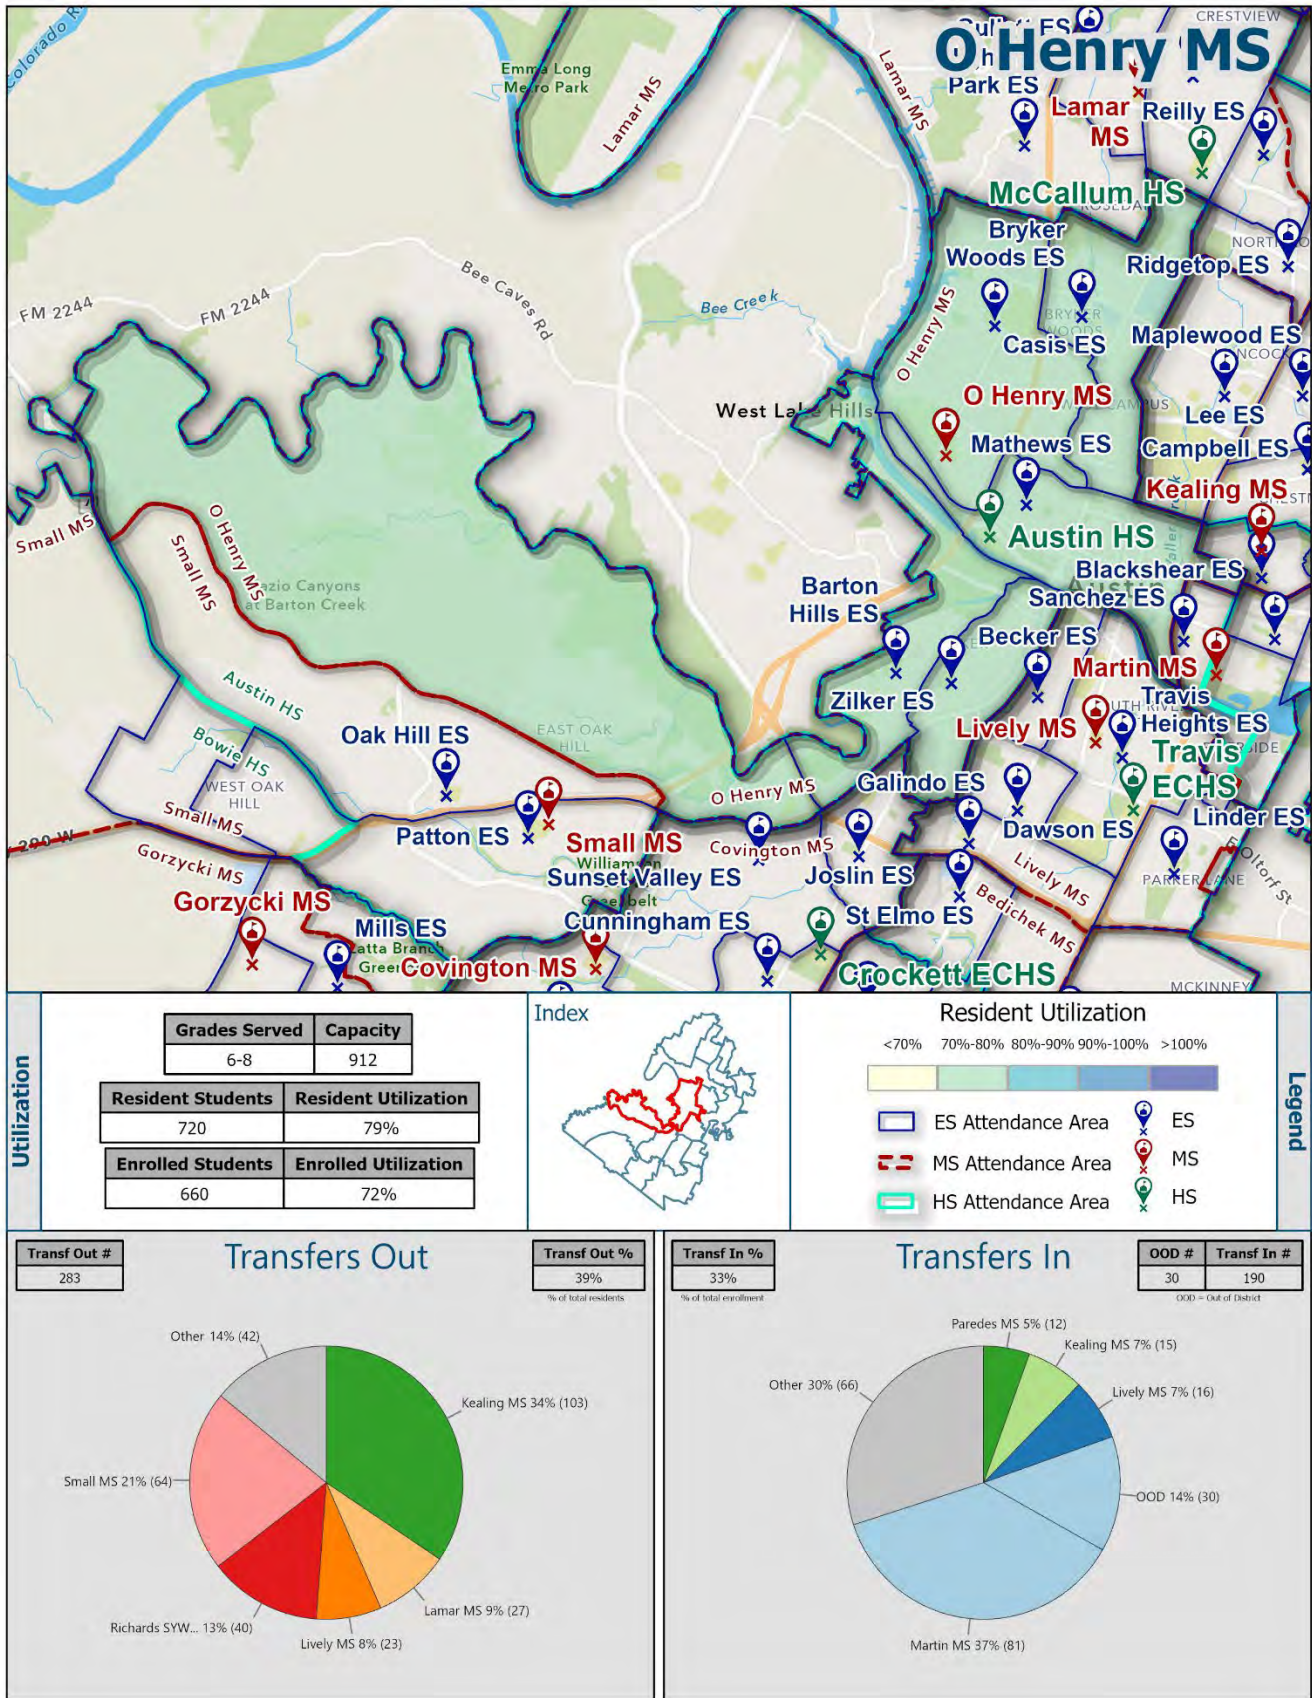 O Henry MS
Colorado
Emma Long
Metro Park
Lamar MS
Lamar MS
CRESTVIEW
Park ES
Lamar
MS
Reilly ES
McCallum HS
Bryker
Woods ES
Ridgetop ES
FM 2244
FM 2244
Bee Caves Rd
Bee Creek
O Henry MS
BRYKER
WOODS
Casis ES
Maplewood ES
West Lake Hills
O Henry MS
Lee ES
Mathews ES
Campbell ES
Kealing MS
Small MS
O Henry MS
Small MS
at Barton Creek
Austin HS
Blackshear ES
Austin
Sanchez ES
Barton
Hills ES
Becker ES
Martin MS
Zilker ES
Travis
Heights ES
Lively MS
Austin HS
Bowie HS
Oak Hill ES
EAST OAK
HILL
Travis
ECHS
WEST OAK
HILL
O Henry MS
Galindo ES
Small MS
290 W
Patton ES
Small MS
Covington MS
Dawson ES
Linder ES
E Oltorf St
Gorzycki MS
Williamson
Greenbelt
Sunset Valley ES
Joslin ES
Lively MS
PARKER LANE
Gorzycki MS
Mills ES
Cunningham ES
St Elmo ES
Bedichek MS
Covington MS
Crockett ECHS
MCKINNEY
Utilization
Grades Served Capacity
6-8 912
Resident Students Resident Utilization
720 79%
Enrolled Students Enrolled Utilization
660 72%
Index
Resident Utilization
<70% 70%-80% 80%-90% 90%-100% >100%
ES Attendance Area ES
MS Attendance Area MS
HS Attendance Area HS
Legend
Transf Out #
283
Transfers Out
Transf Out %
39%
% of total residents
Other 14% (42)
Kealing MS 34% (103)
Small MS 21% (64)
Lamar MS 9% (27)
Richards SYW... 13% (40)
Lively MS 8% (23)
Transf In %
33%
% of total enrollment
Transfers In
OOD # Transf In #
30 190
OOD = Out of District
Paredes MS 5% (12)
Kealing MS 7% (15)
Other 30% (66)
Lively MS 7% (16)
OOD 14% (30)
Martin MS 37% (81)